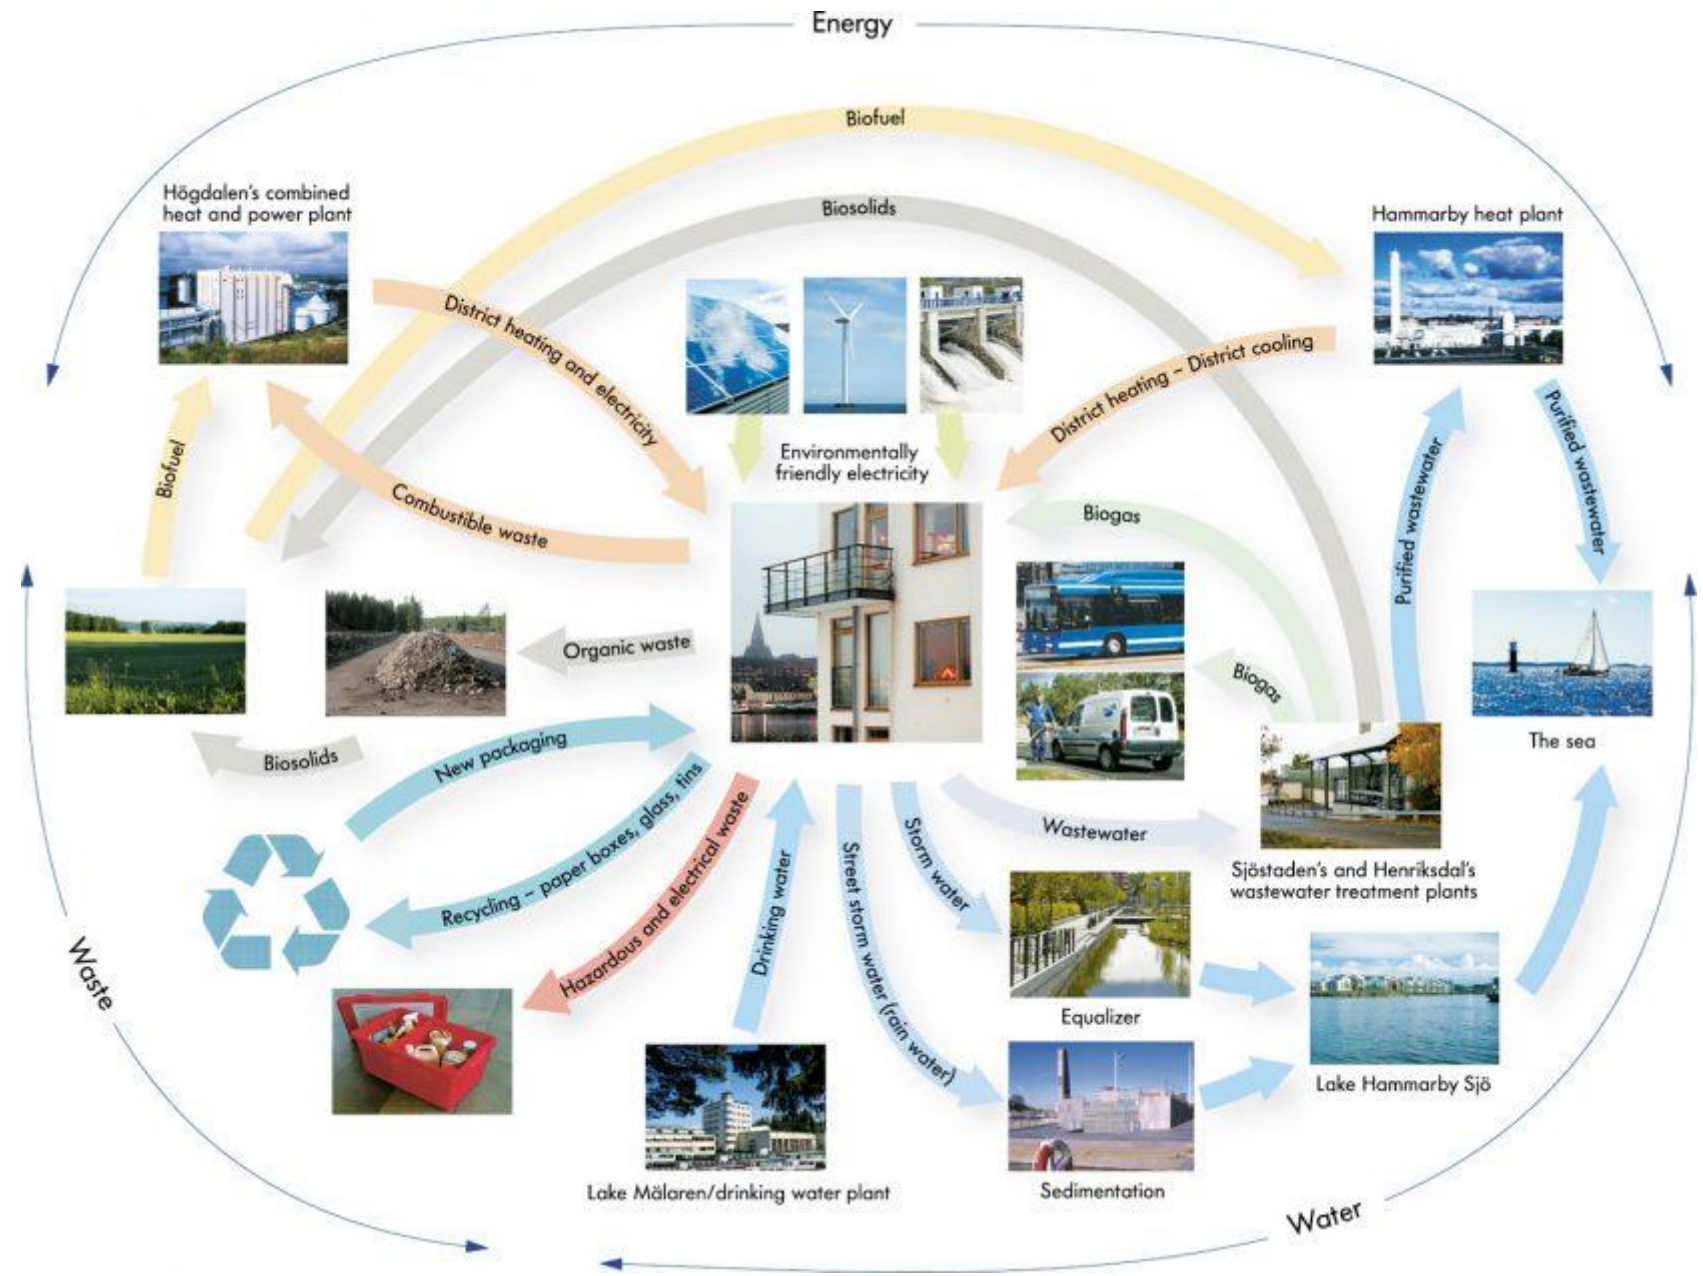 Energy
Biofuel
Biosolids
Högdalen's combined
heat and power plant
Hammarby heat plant
District heating and electricity
District heating – District cooling
Purified wastewater
Purified wastewater
Environmentally
friendly electricity
Biofuel
Combustible waste
Biogas
Organic waste
Biogas
The sea
Biosolids
New packaging
Recycling – paper boxes, glass, tins
Hazardous and electrical waste
Drinking water
Street storm water (rain water)
Storm water
Wastewater
Sjöstaden's and Henriksdal's
wastewater treatment plants
Waste
Equalizer
Lake Hammarby Sjö
Lake Mälaren/drinking water plant
Sedimentation
Water